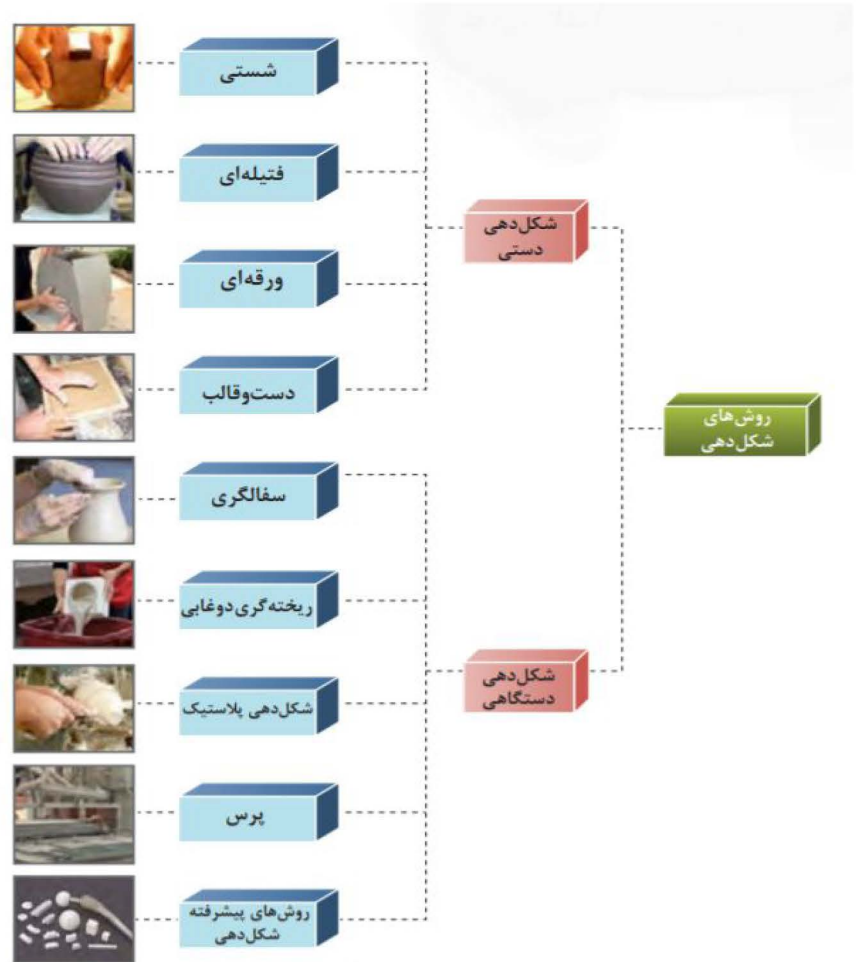 روش‌های
شکل‌دهی
شکل‌دهی
دستی
شستی
فتیله‌ای
ورقه‌ای
دست‌وقالب
شکل‌دهی
دستگاهی
سفالگری
ریخته‌گری دوغابی
شکل‌دهی پلاستیک
پرس
روش‌های پیشرفته
شکل‌دهی